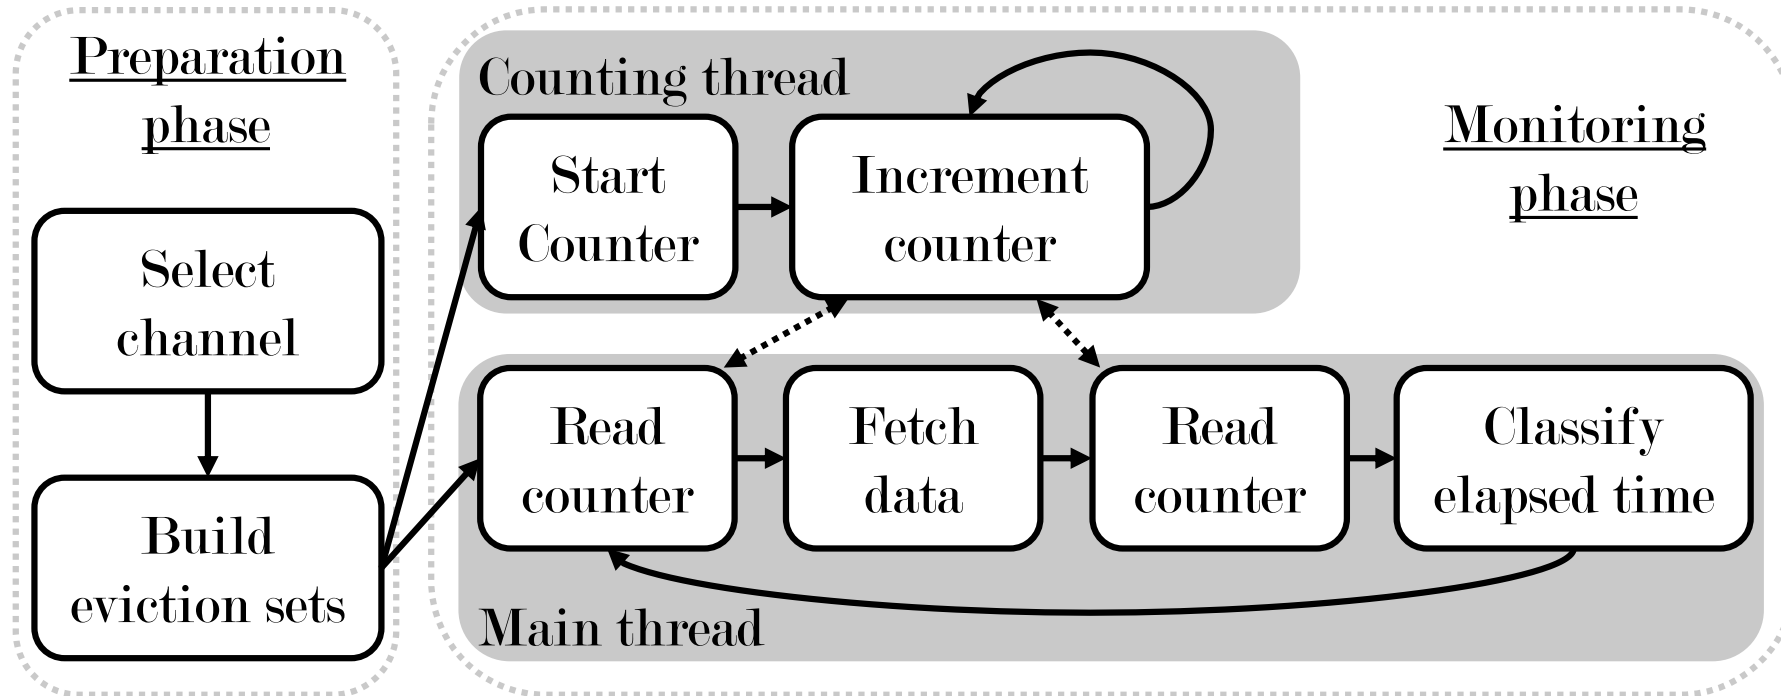 Preparation
phase
Select
channel
Build
eviction sets
Counting thread
Start
Counter
Increment
counter
Monitoring
phase
Read
counter
Fetch
data
Read
counter
Classify
elapsed time
Main thread